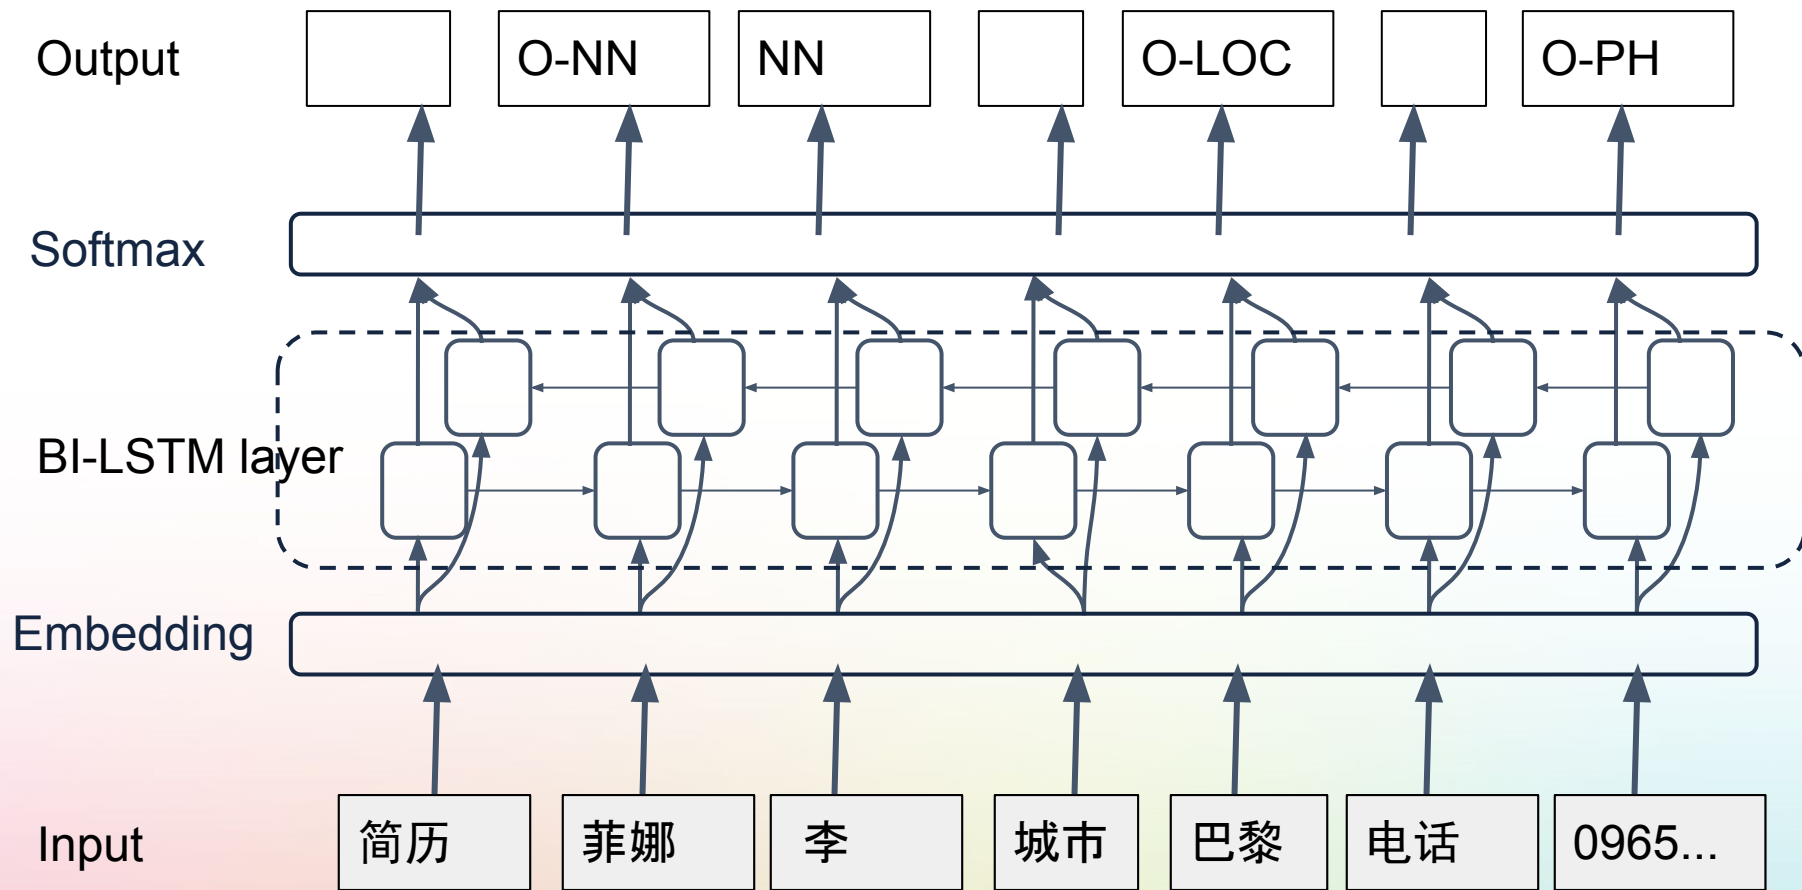 Output O-NN NN O-LOC O-PH
Softmax
BI-LSTM layer
Embedding
Input 简历 菲娜 李 城市 巴黎 电话 0965...